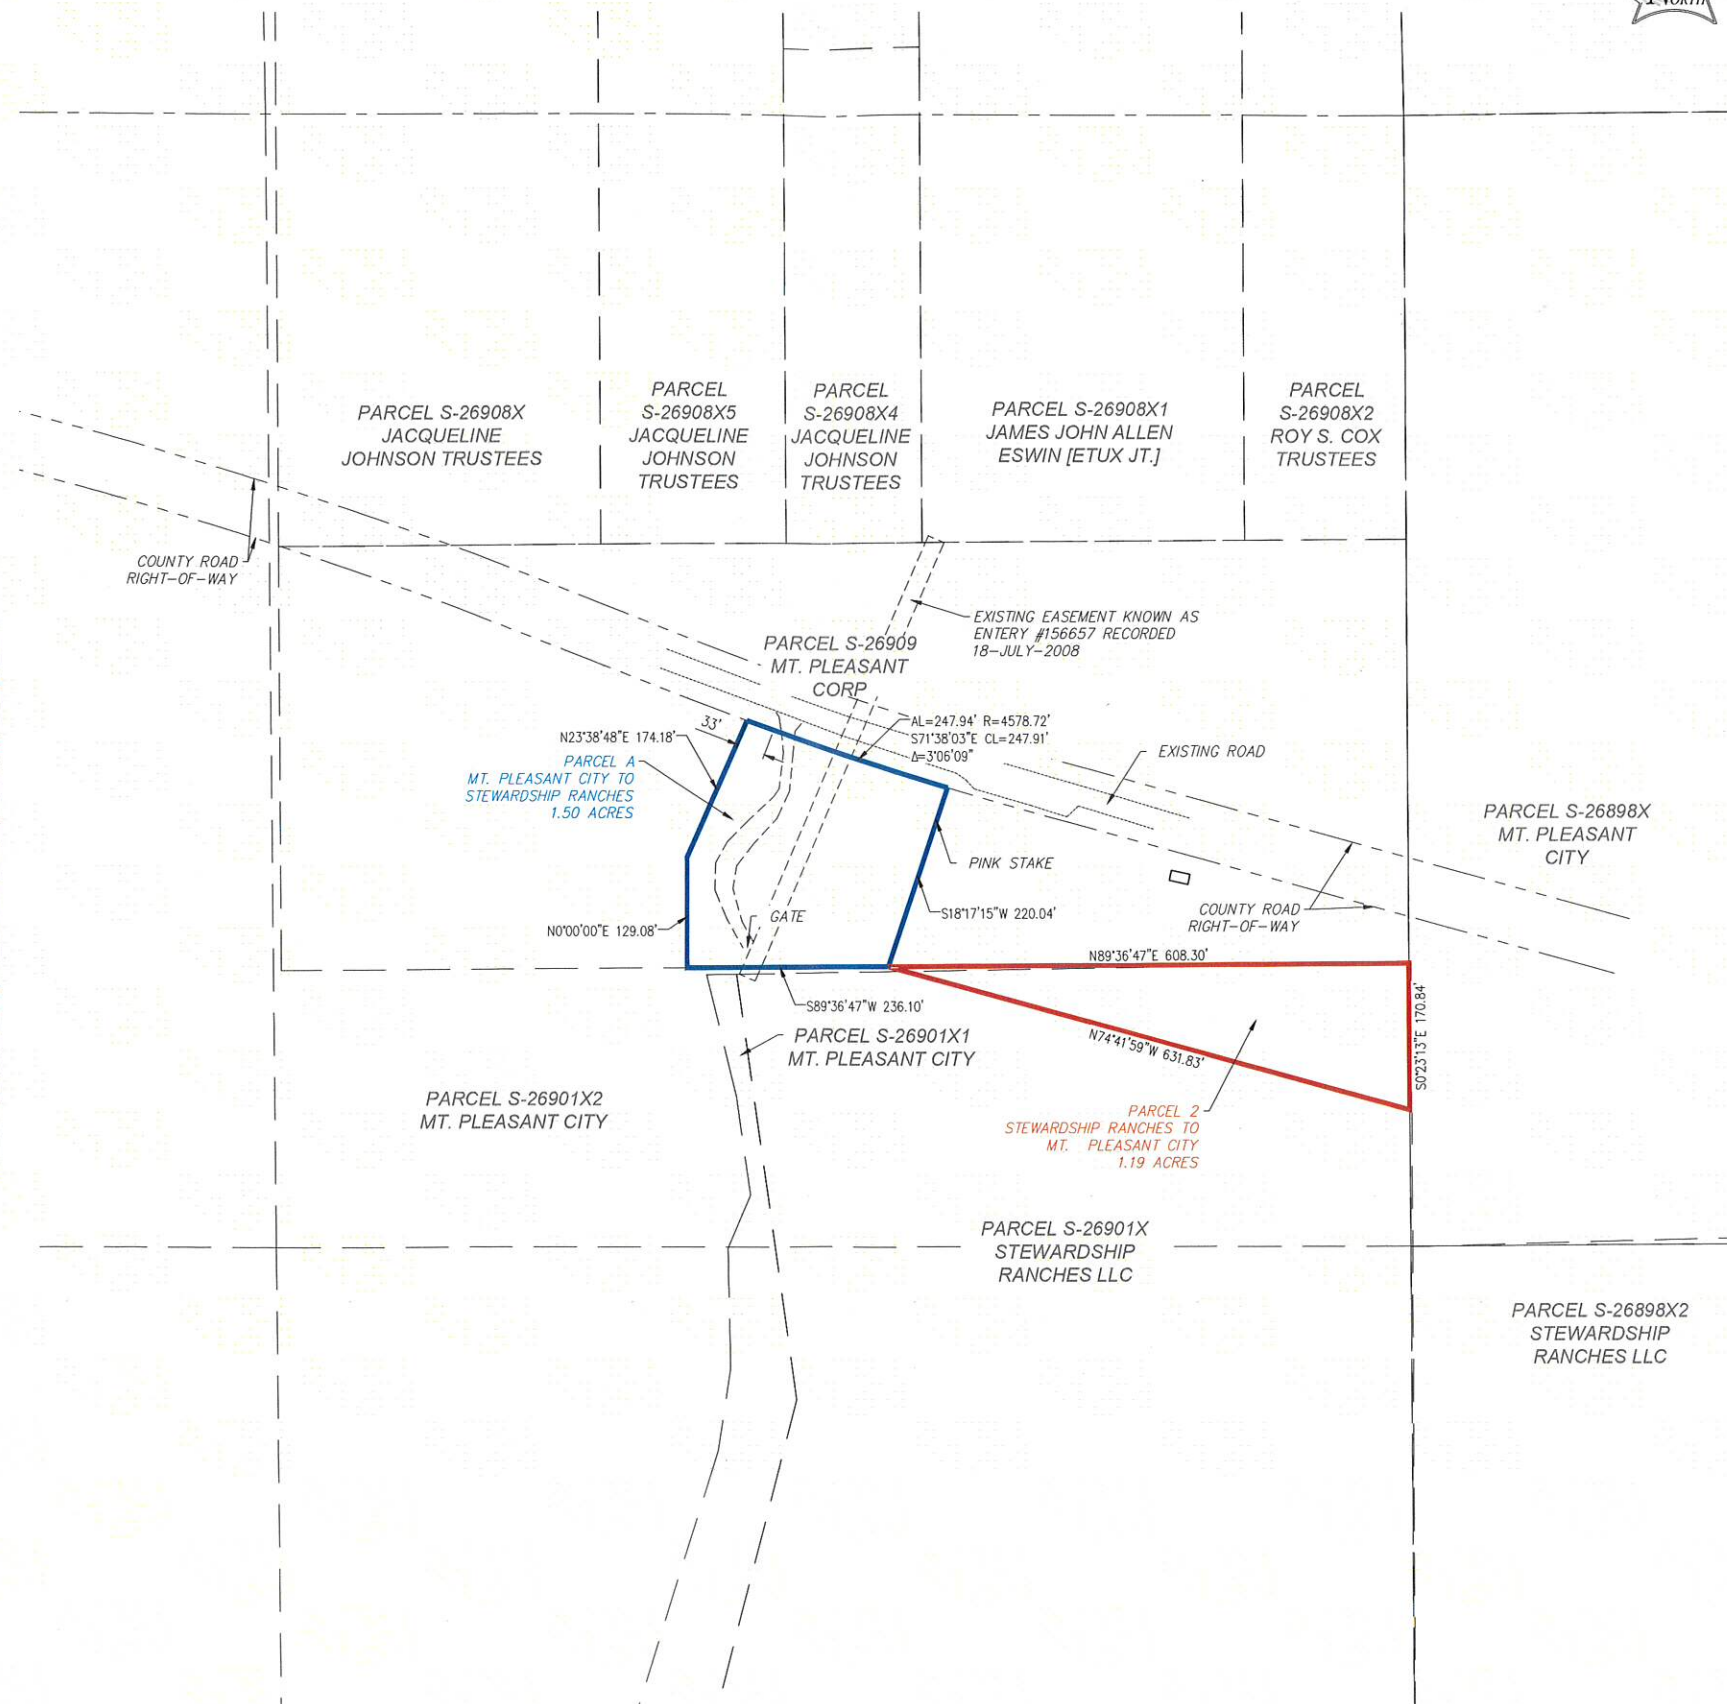 NORTH
PARCEL S-26908X
JACQUELINE
JOHNSON TRUSTEES
PARCEL
S-26908X5
JACQUELINE
JOHNSON
TRUSTEES
PARCEL
S-26908X4
JACQUELINE
JOHNSON
TRUSTEES
PARCEL S-26908X1
JAMES JOHN ALLEN
ESWIN [ETUX JT.]
PARCEL
S-26908X2
ROY S. COX
TRUSTEES
COUNTY ROAD
RIGHT-OF-WAY
EXISTING EASEMENT KNOWN AS
ENTERY #156657 RECORDED
18-JULY-2008
PARCEL S-26909
MT. PLEASANT
CORP
33'
AL=247.94' R=4578.72'
S71°38'03"E CL=247.91'
Δ=3°06'09"
N23°38'48"E 174.18'
PARCEL A
MT. PLEASANT CITY TO
STEWARDSHIP RANCHES
1.50 ACRES
EXISTING ROAD
PARCEL S-26898X
MT. PLEASANT
CITY
PINK STAKE
S18°17'15"W 220.04'
COUNTY ROAD
RIGHT-OF-WAY
GATE
N0°00'00"E 129.08'
N89°36'47"E 608.30'
S89°36'47"W 236.10'
S0°23'13"E 170.84'
N74°41'59"W 631.83'
PARCEL S-26901X1
MT. PLEASANT CITY
PARCEL S-26901X2
MT. PLEASANT CITY
PARCEL 2
STEWARDSHIP RANCHES TO
MT. PLEASANT CITY
1.19 ACRES
PARCEL S-26901X
STEWARDSHIP
RANCHES LLC
PARCEL S-26898X2
STEWARDSHIP
RANCHES LLC